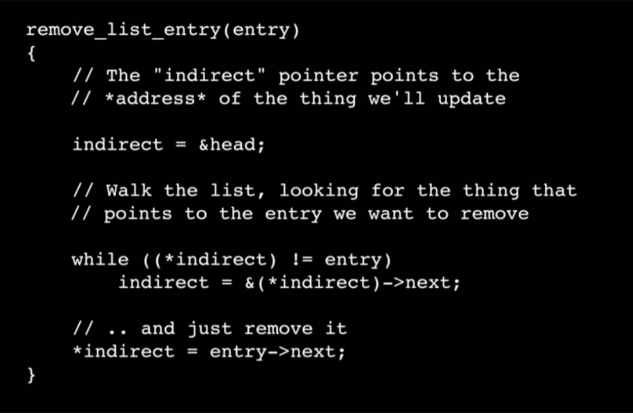 remove_list_entry(entry)
{
// The "indirect" pointer points to the
// *address* of the thing we'll update
indirect = &head;
// Walk the list, looking for the thing that
// points to the entry we want to remove
while ((*indirect) != entry)
indirect = &(*indirect)->next;
// .. and just remove it
*indirect = entry->next;
}